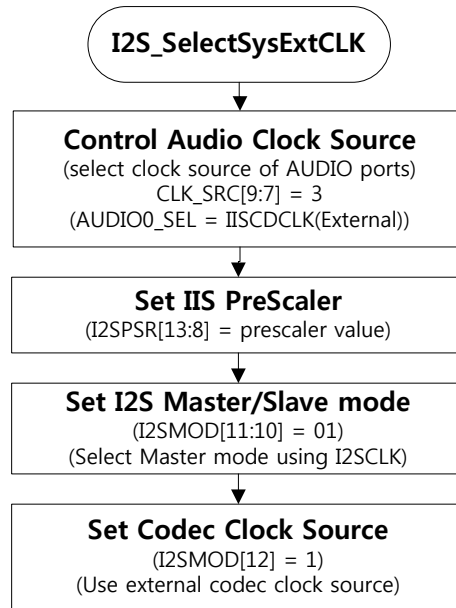 I2S_SelectSysExtCLK
Control Audio Clock Source
(select clock source of AUDIO ports)
CLK_SRC[9:7] = 3
(AUDIO0_SEL = IISCDCLK(External))
Set IIS PreScaler
(I2SPSR[13:8] = prescaler value)
Set I2S Master/Slave mode
(I2SMOD[11:10] = 01)
(Select Master mode using I2SCLK)
Set Codec Clock Source
(I2SMOD[12] = 1)
(Use external codec clock source)